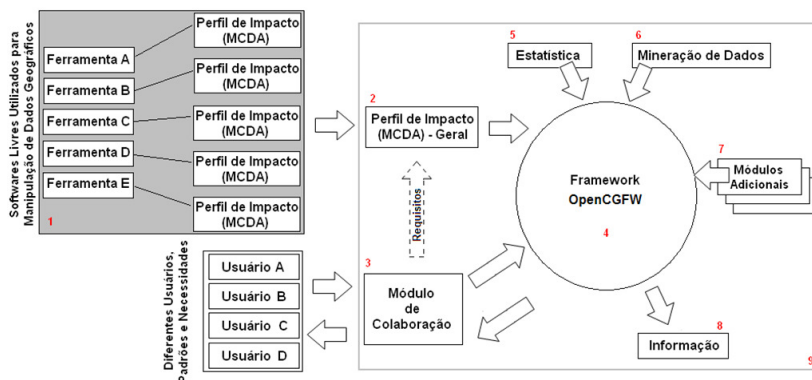 Softwares Livres Utilizados para
Manipulação de Dados Geográficos
Ferramenta A
Ferramenta B
Ferramenta C
Ferramenta D
Ferramenta E
Perfil de Impacto
(MCDA)
Perfil de Impacto
(MCDA)
Perfil de Impacto
(MCDA)
Perfil de Impacto
(MCDA)
Perfil de Impacto
(MCDA)
1
Diferentes Usuários,
Padrões e Necessidades
Usuário A
Usuário B
Usuário C
Usuário D
2
Perfil de Impacto
(MCDA) - Geral
Requisitos
3
Módulo
de
Colaboração
5
Estatística
6
Mineração de Dados
Framework
OpenCGFW
4
7
Módulos
Adicionais
8
Informação
9